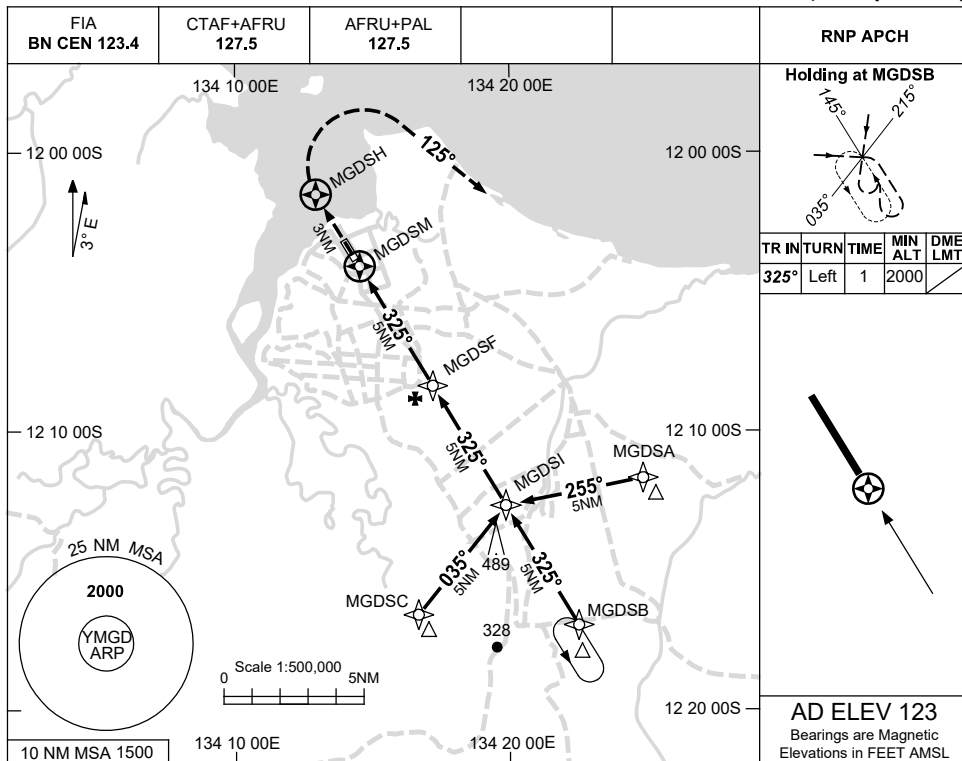 FIA
BN CEN 123.4
CTAF+AFRU
127.5
AFRU+PAL
127.5
RNP APCH
134 10 00E
134 20 00E
Holding at MGDSB
145°
215°
035°
TR IN
TURN
TIME
MIN
ALT
DME
LMT
325°
Left
1
2000
12 00 00S
12 00 00S
3° E
MGDSH
125°
3NM
MGDSM
325°
5NM
MGDSF
12 10 00S
12 10 00S
325°
5NM
MGDSI
MGDSA
255°
5NM
035°
5NM
489
325°
5NM
MGDSC
MGDSB
328
25 NM MSA
2000
YMGD
ARP
Scale 1:500,000
0
5NM
12 20 00S
10 NM MSA 1500
134 10 00E
134 20 00E
AD ELEV 123
Bearings are Magnetic
Elevations in FEET AMSL